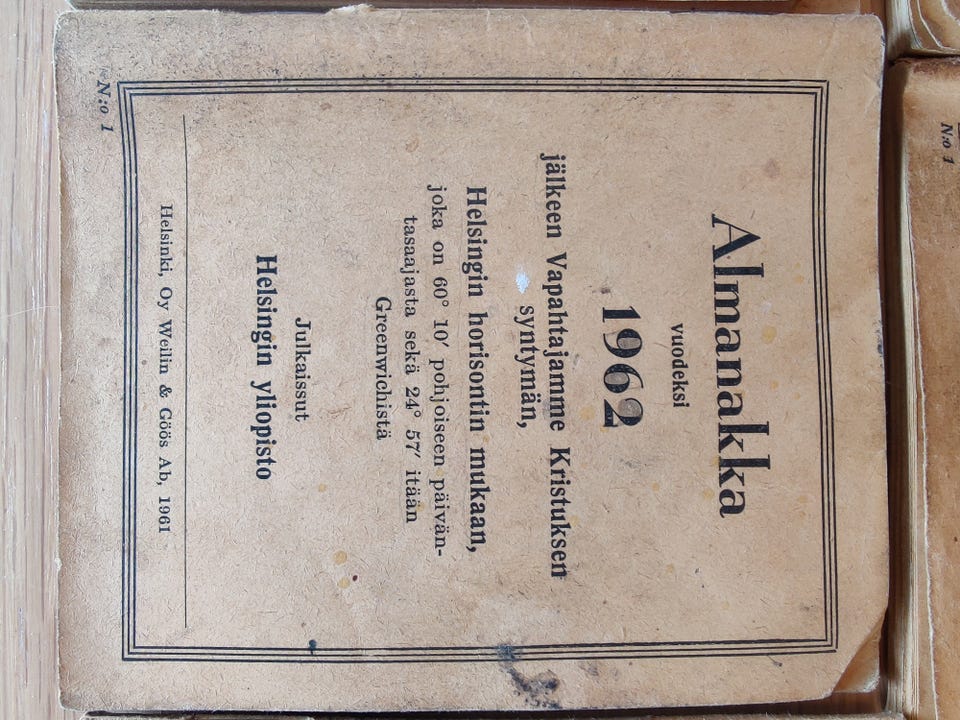 Almanakka
vuodeksi
1962
jälkeen Vapahtajamme Kristuksen
syntymän,
Helsingin horisontin mukaan,
joka on 60° 10′ pohjoiseen päivän-
tasaajasta sekä 24° 57′ itään
Greenwichistä
Julkaissut
Helsingin yliopisto
Helsinki, Oy Weilin & Göös Ab, 1961
N:o 1
N:o 1